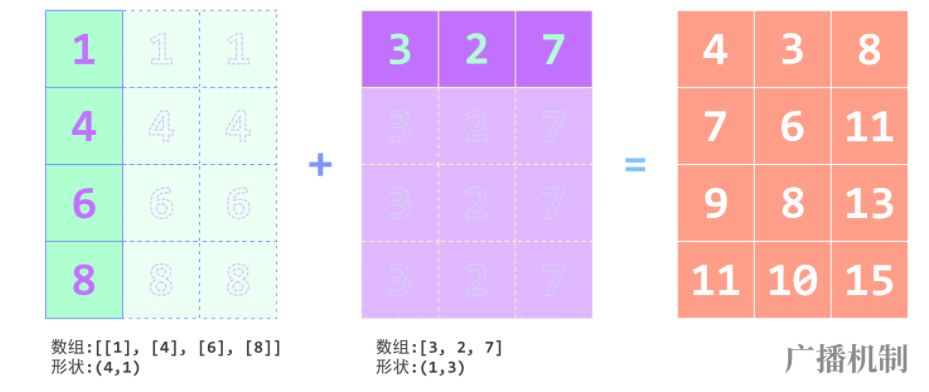 1 1 1 3 2 7 4 3 8
4 4 4 + 3 2 7 = 7 6 11
6 6 6 3 2 7 9 8 13
8 8 8 3 2 7 11 10 15
数组:[[1], [4], [6], [8]]
形状:(4,1)
数组:[3, 2, 7]
形状:(1,3)
广播机制